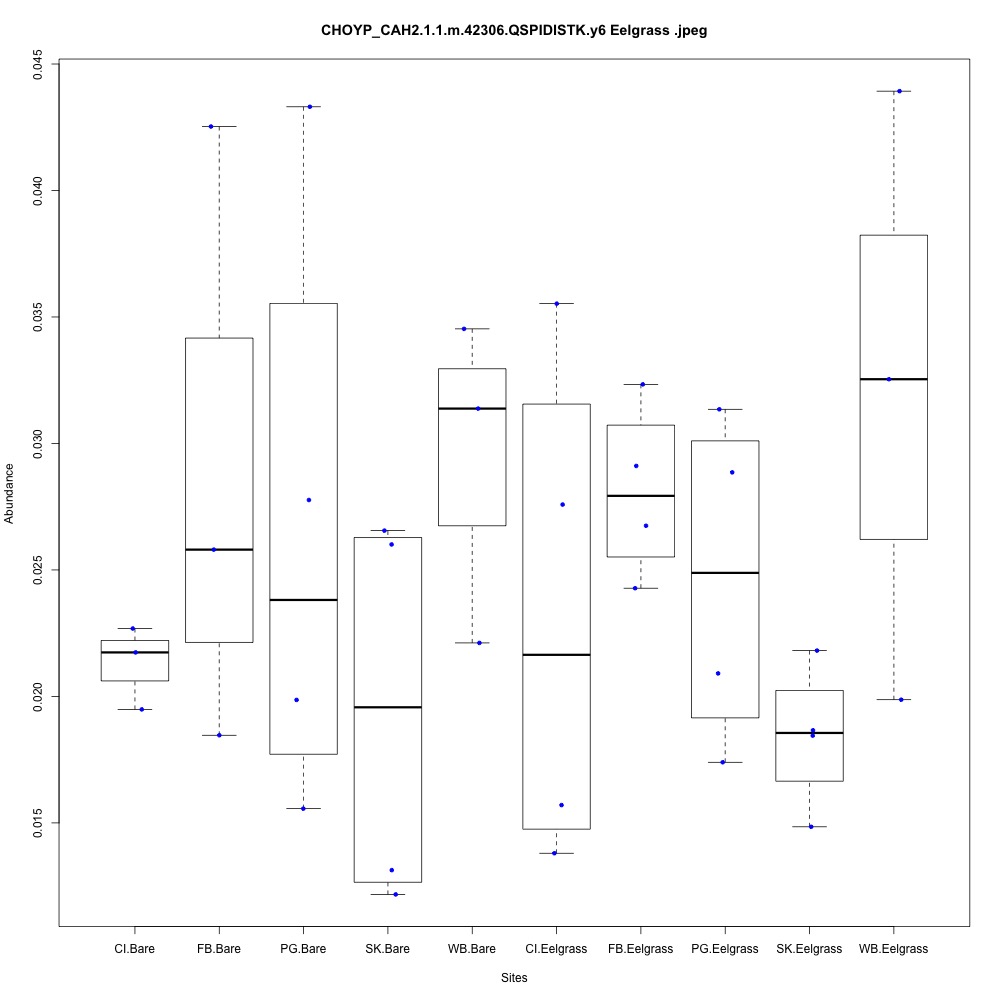 CHOYP_CAH2.1.1.m.42306.QSPIDISTK.y6 Eelgrass .jpeg
0.045
0.040
0.035
0.030
0.025
0.020
0.015
Abundance
CI.Bare FB.Bare PG.Bare SK.Bare WB.Bare CI.Eelgrass FB.Eelgrass PG.Eelgrass SK.Eelgrass WB.Eelgrass
Sites